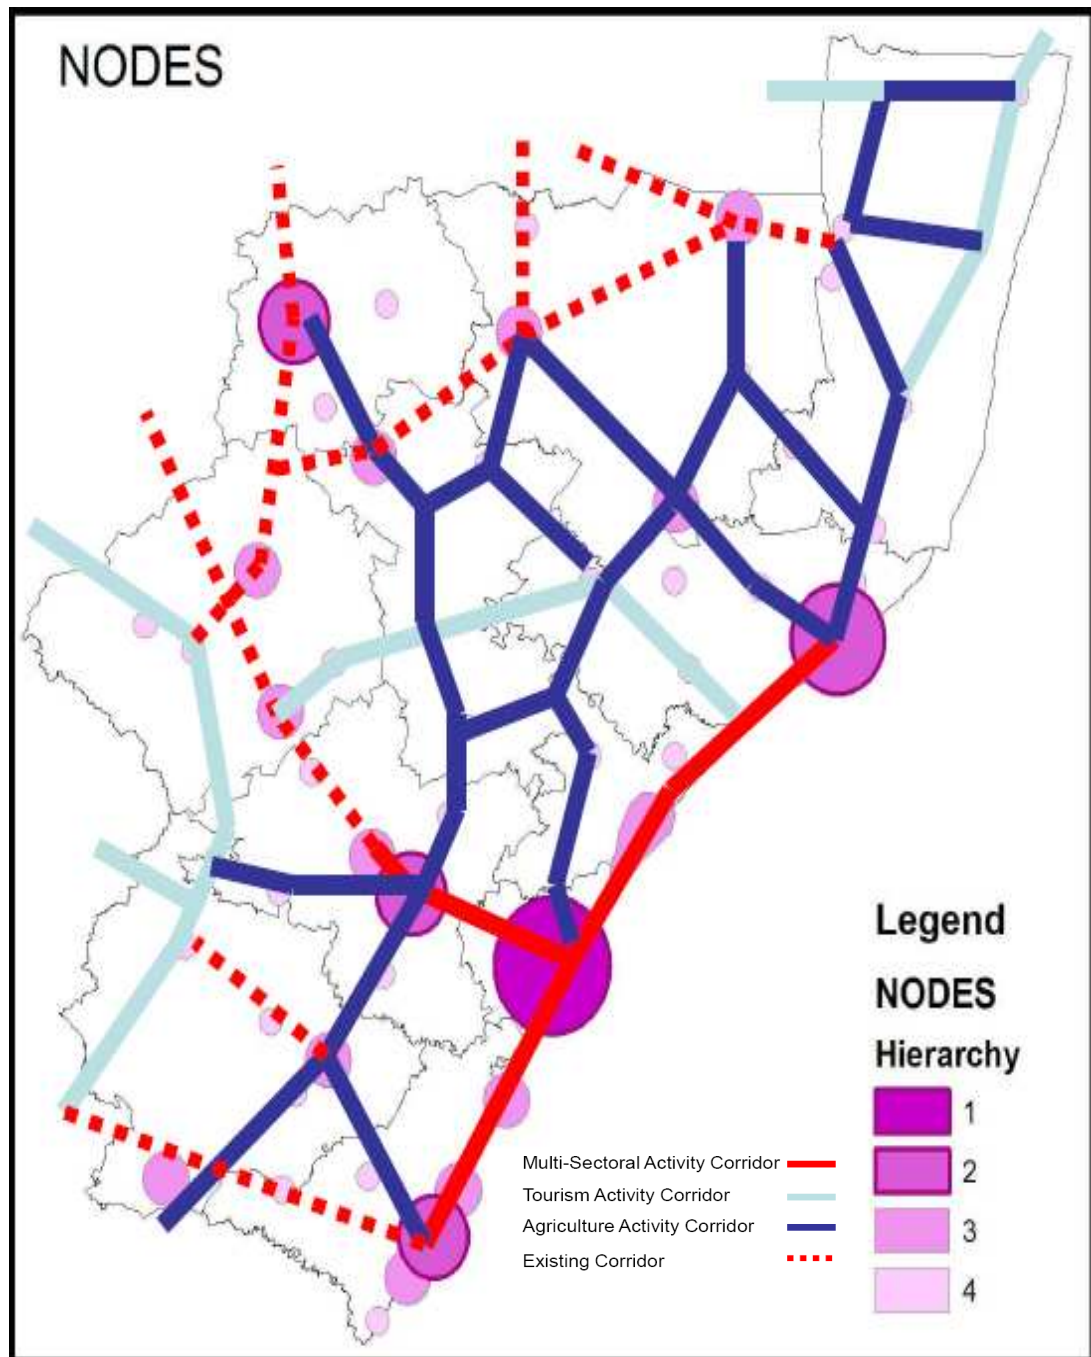 NODES
Legend
NODES
Hierarchy
1
2
3
4
Multi-Sectoral Activity Corridor
Tourism Activity Corridor
Agriculture Activity Corridor
Existing Corridor